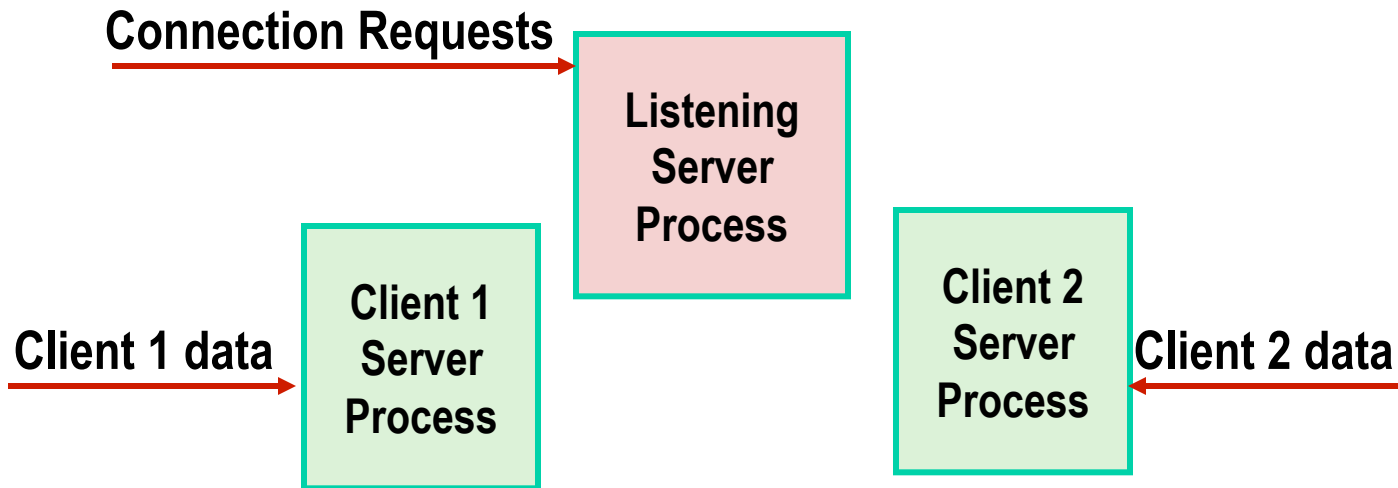 Connection Requests
Listening
Server
Process
Client 1
Server
Process
Client 2
Server
Process
Client 1 data
Client 2 data